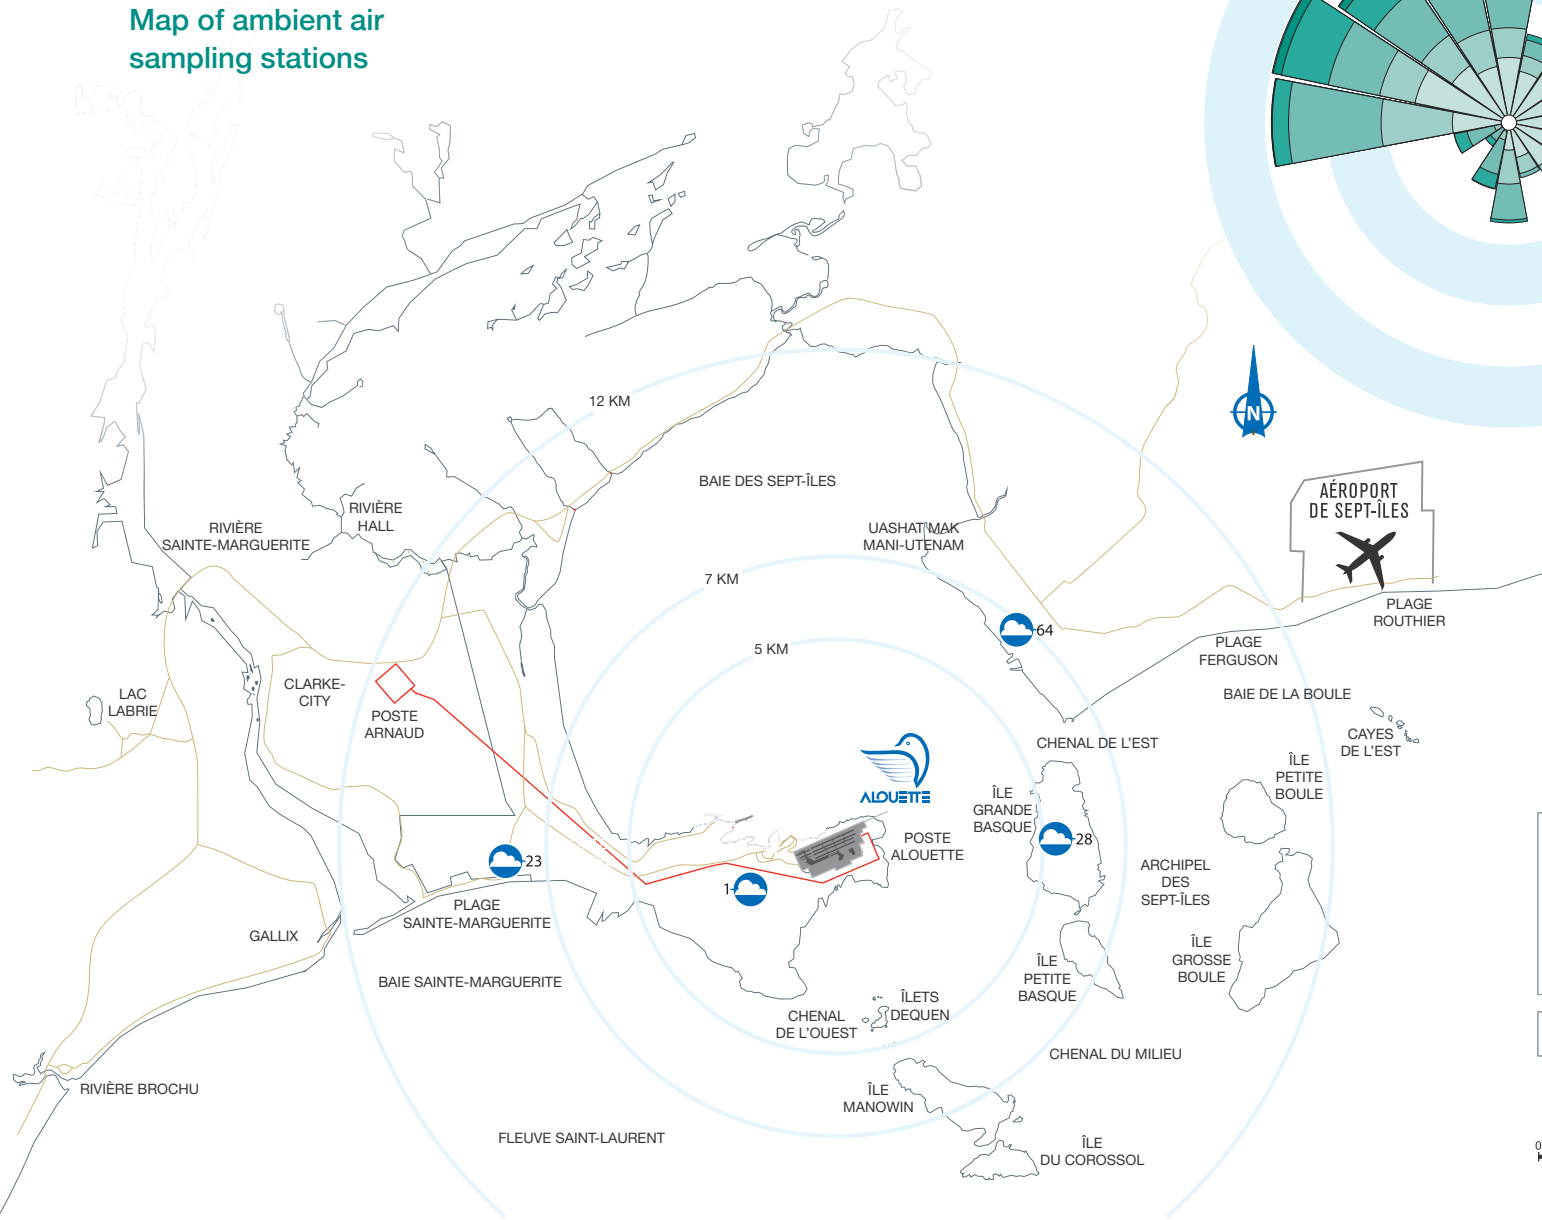 Map of ambient air
sampling stations
12 KM
BAIE DES SEPT-ÎLES
N
AÉROPORT
DE SEPT-ÎLES
RIVIÈRE
HALL
RIVIÈRE
SAINTE-MARGUERITE
UASHAT MAK
MANI-UTENAM
7 KM
PLAGE
ROUTHIER
64
PLAGE
FERGUSON
5 KM
CLARKE-
CITY
LAC
LABRIE
BAIE DE LA BOULE
POSTE
ARNAUD
CAYES
DE L'EST
CHENAL DE L'EST
ÎLE
PETITE
BOULE
ALOUETTE
ÎLE
GRANDE
BASQUE
POSTE
ALOUETTE
28
23
1
ARCHIPEL
DES
SEPT-ÎLES
PLAGE
SAINTE-MARGUERITE
GALLIX
ÎLE
GROSSE
BOULE
ÎLE
PETITE
BASQUE
BAIE SAINTE-MARGUERITE
ÎLETS
DEQUEN
CHENAL
DE L'OUEST
CHENAL DU MILIEU
RIVIÈRE BROCHU
ÎLE
MANOWIN
FLEUVE SAINT-LAURENT
ÎLE
DU COROSSOL
0